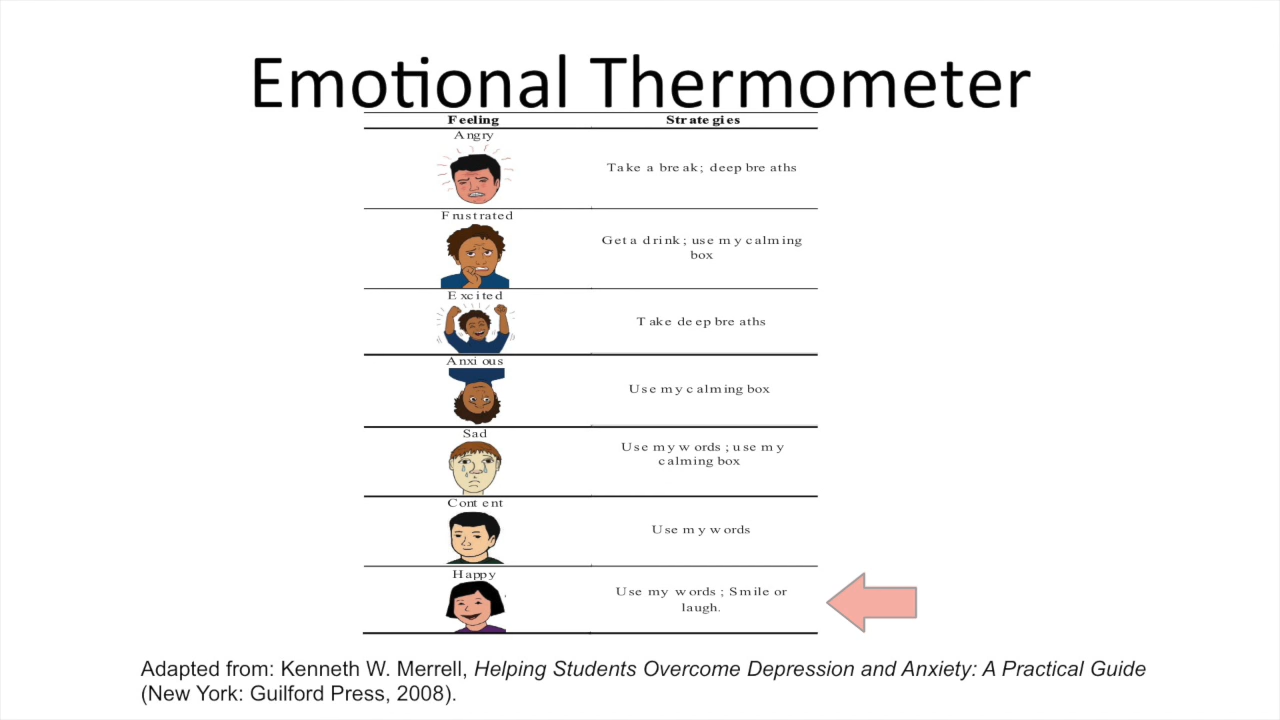 Emotional Thermometer
Feeling Strategies
Angry
Take a break; deep breaths
Frustrated
Get a drink; use my calming
box
Excited
Take deep breaths
Anxious
Use my calming box
Sad
Use my words; use my
calming box
Content
Use my words
Happy
Use my words; Smile or
laugh.
Adapted from: Kenneth W. Merrell, Helping Students Overcome Depression and Anxiety: A Practical Guide
(New York: Guilford Press, 2008).